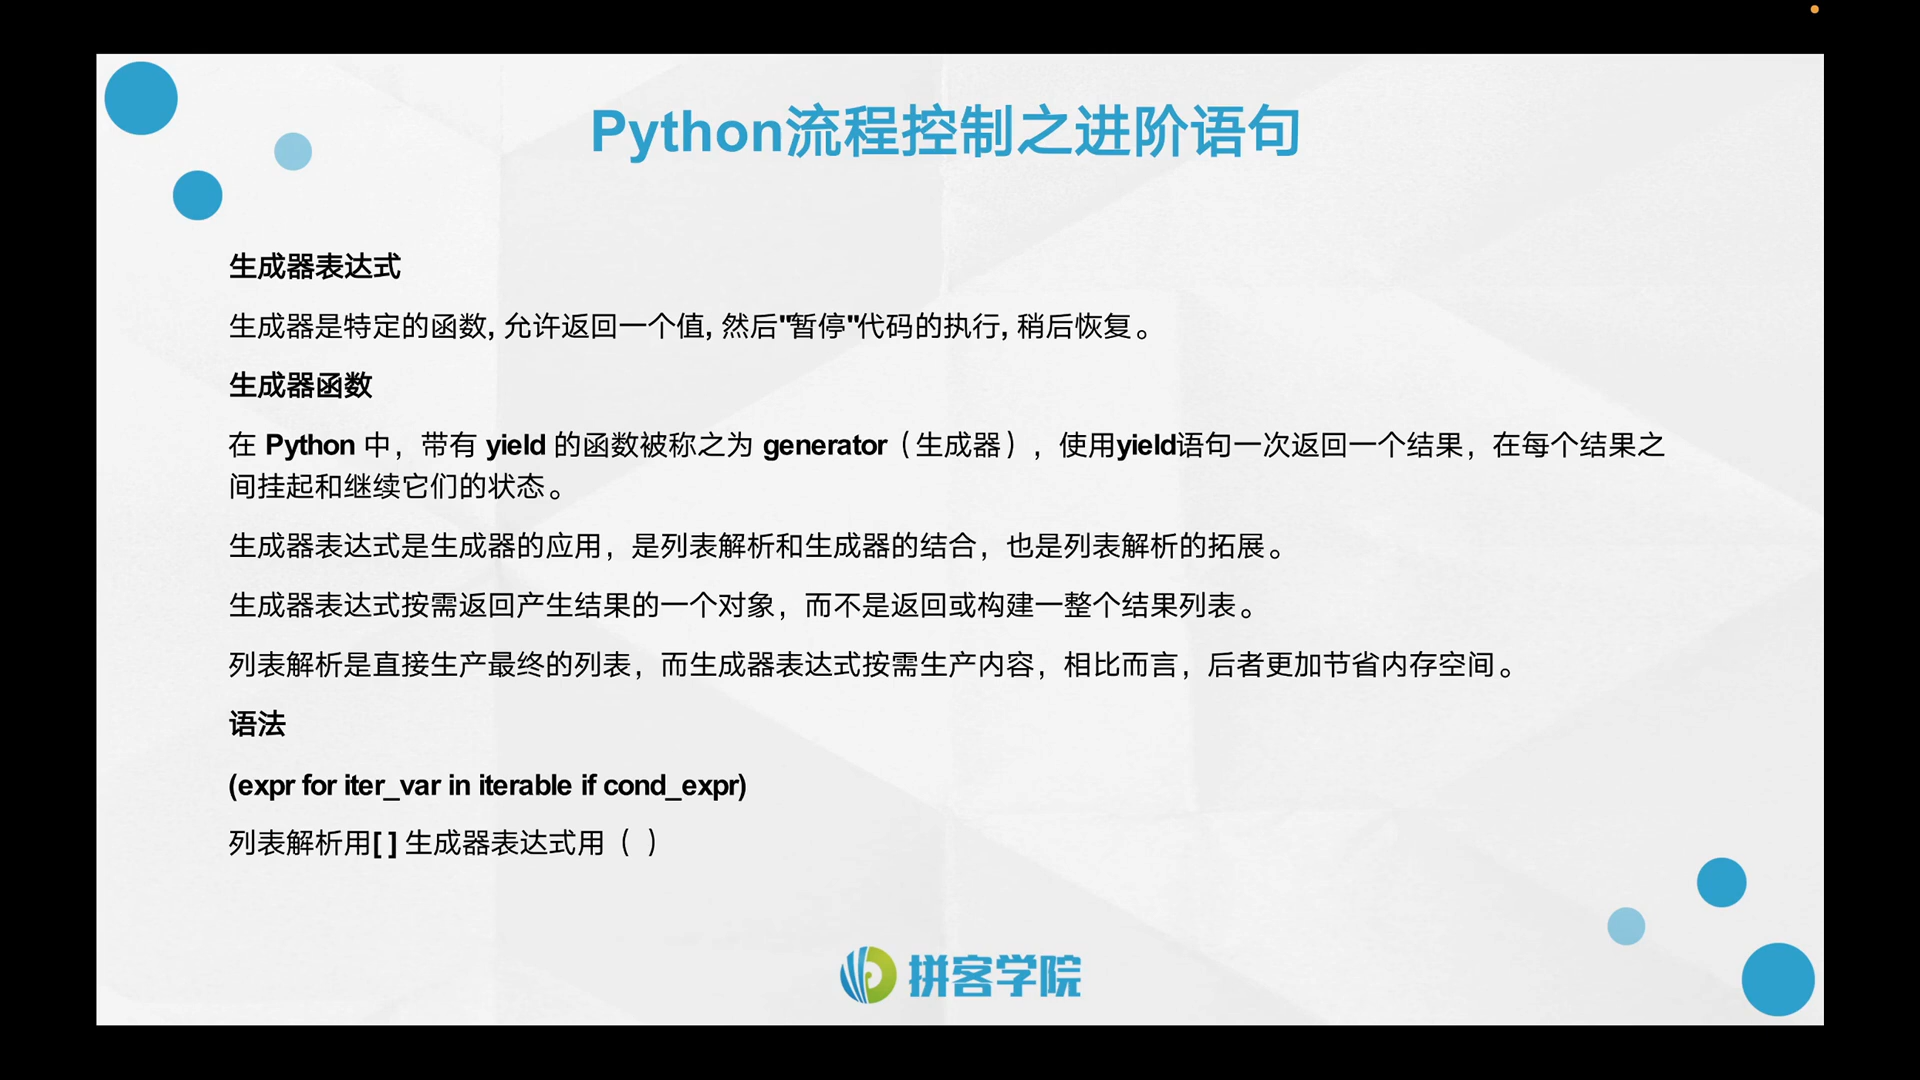 Python流程控制之进阶语句
生成器表达式
生成器是特定的函数, 允许返回一个值, 然后"暂停"代码的执行, 稍后恢复。
生成器函数
在 Python 中，带有 yield 的函数被称之为 generator（生成器），使用yield语句一次返回一个结果，在每个结果之
间挂起和继续它们的状态。
生成器表达式是生成器的应用，是列表解析和生成器的结合，也是列表解析的拓展。
生成器表达式按需返回产生结果的一个对象，而不是返回或构建一整个结果列表。
列表解析是直接生产最终的列表，而生成器表达式按需生产内容，相比而言，后者更加节省内存空间。
语法
(expr for iter_var in iterable if cond_expr)
列表解析用[ ] 生成器表达式用（ ）
拼客学院